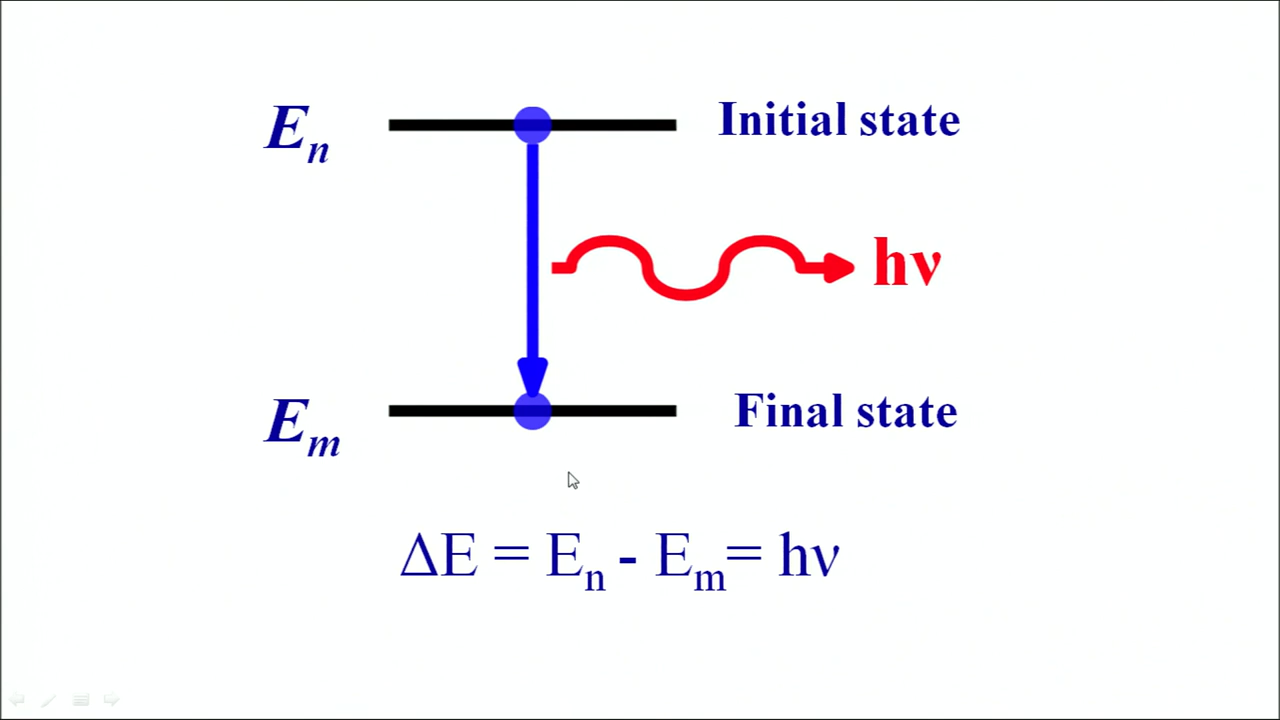 Eₙ Initial state
hν
Eₘ Final state
ΔE = Eₙ - Eₘ= hν